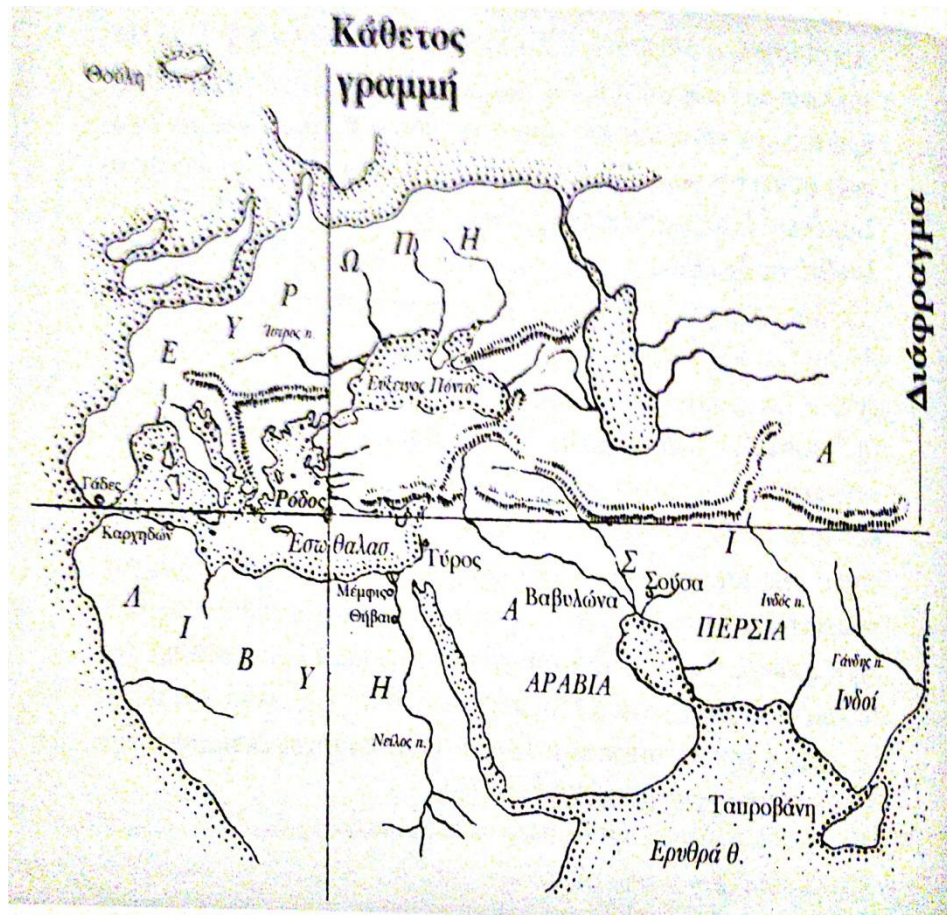 Κάθετος
γραμμή
Θούλη
Διάφραγμα
Ε Υ Ρ Ω Π Η
Ίστρος π.
Εύξεινος Πόντος
Γάδες
Ρόδος
Καρχηδών
Εσω θαλασ.
Τύρος
Α Σ Ι Α
Μέμφις
Θήβαι
Βαβυλώνα
Σούσα
Ινδός π.
ΠΕΡΣΙΑ
Γάνδης π.
Ινδοί
Λ Ι Β Υ Η
ΑΡΑΒΙΑ
Νείλος π.
Ταπροβάνη
Ερυθρά θ.